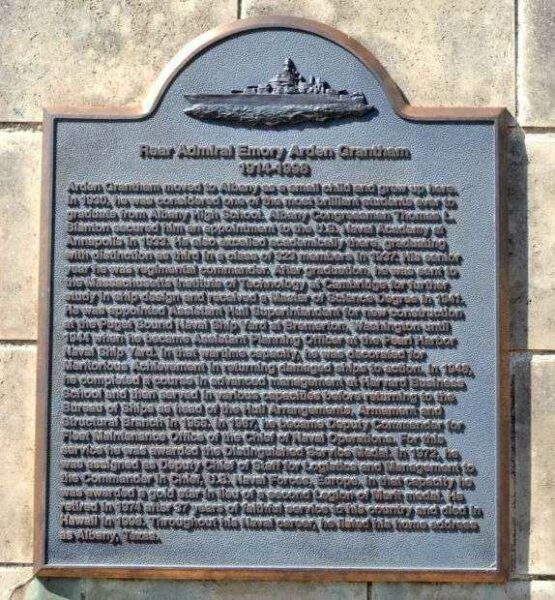 Rear Admiral Emory Arden Grantham
1914-1998
Arden Grantham moved to Albany as a small child and grew up here.
In 1930, he was considered one of the most brilliant students ever to
graduate from Albany High School. Albany Congressman Thomas L.
Blanton secured him an appointment to the U.S. Naval Academy at
Annapolis in 1933. He also excelled academically there, graduating
with distinction as third in a class of 323 members in 1937. His senior
year he was regimental commander. After graduation, he was sent to
the Massachusetts Institute of Technology at Cambridge for further
study in ship design and received a Master of Science Degree in 1941.
He was appointed Assistant Hull Superintendent for new construction
at the Puget Sound Naval Ship Yard at Bremerton, Washington until
1944 when he became Assistant Planning Officer at the Pearl Harbor
Naval Ship Yard. In that wartime capacity, he was decorated for
Meritorious Achievement in returning damaged ships to action. In
he completed a course in advanced management at Harvard Business
School and then served in various capacities before returning to the
Bureau of Ships as head of the Hull Arrangements, Armament and
Structural Branch in In 1967, he became Deputy for
Fleet Maintenance Office of the Chief of Naval Operations. For this
service he was awarded the Distinguished Service Medal. In 1972, he
was assigned as Deputy Chief of Staff for Logistics and Management to
the Commander in Chief, U.S. Naval Forces, Europe. In that capacity he
was awarded a gold star in lieu of a second Legion of Merit medal. He
retired in 1974 after 37 years of faithful service to his country and died in
Hawaii in 1998. Throughout his Naval career, he listed his home address
as Albany, Texas.